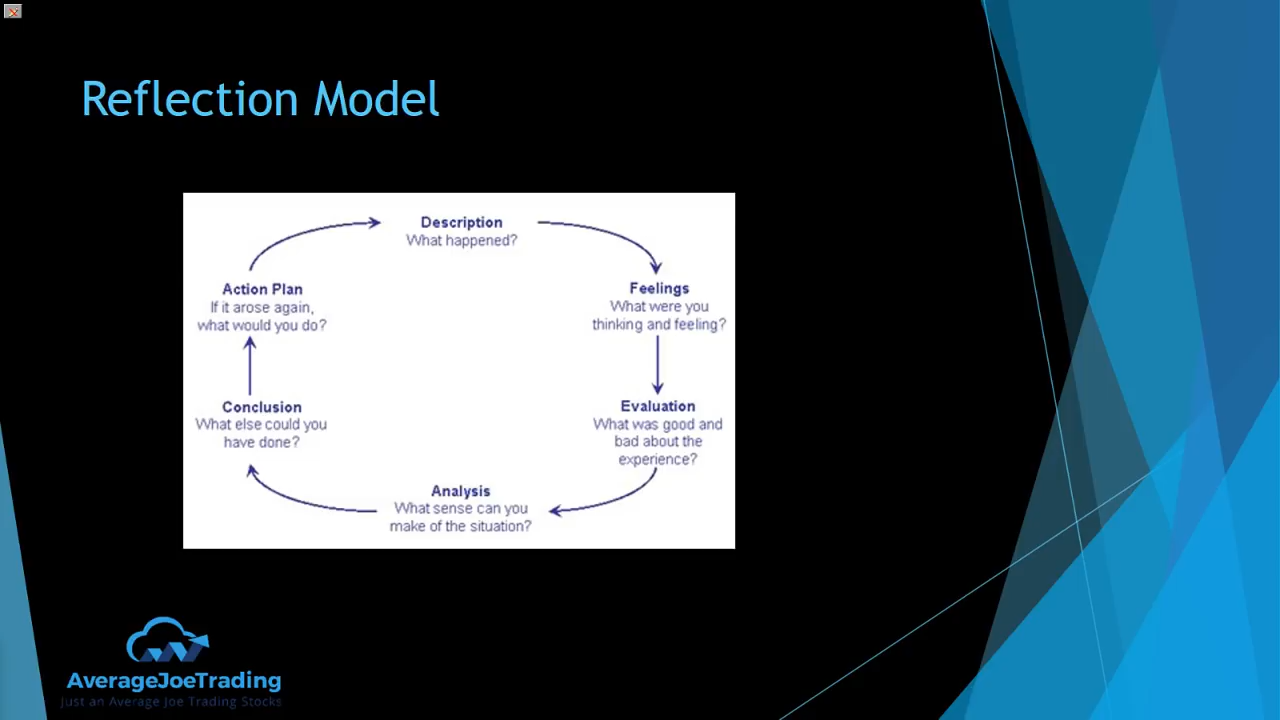 Reflection Model
Description
What happened?
Feelings
What were you
thinking and feeling?
Evaluation
What was good and
bad about the
experience?
Analysis
What sense can you
make of the situation?
Conclusion
What else could you
have done?
Action Plan
If it arose again,
what would you do?
AverageJoeTrading
Just an Average Joe Trading Stocks